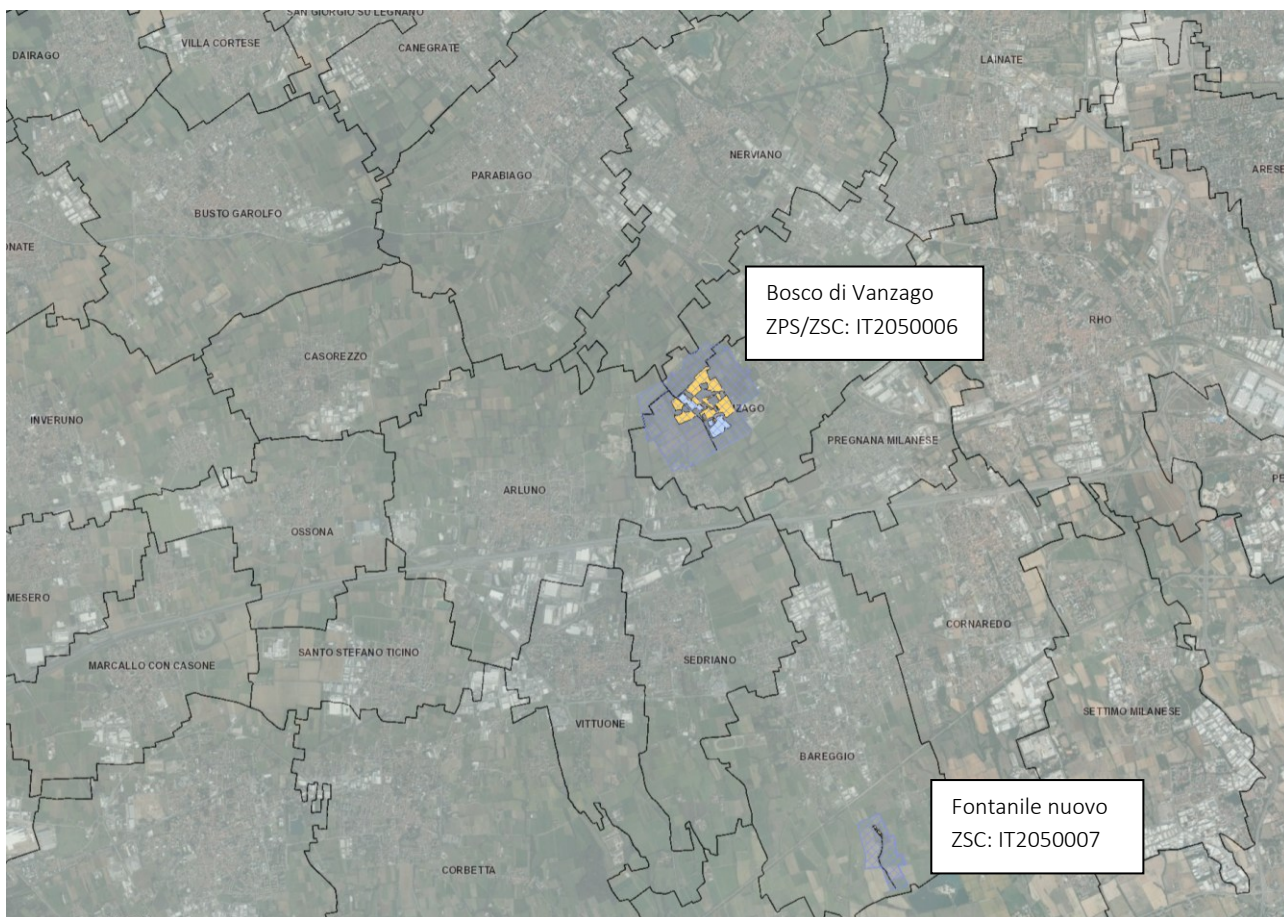 SAN GIORGIO SU LEGNANO
VILLA CORTESE
CANEGRATE
DAIRAGO
LAINATE
NERVIANO
ARESE
PARABIAGO
BUSTO GAROLFO
ONATE
Bosco di Vanzago
ZPS/ZSC: IT2050006
RHO
CASOREZZO
INVERUNO
ZAGO
PREGNANA MILANESE
ARLUNO
PE
OSSONA
MESERO
CORNAREDO
MARCALLO CON CASONE
SANTO STEFANO TICINO
SEDRIANO
SETTIMO MILANESE
VITTUONE
BAREGGIO
Fontanile nuovo
ZSC: IT2050007
CORBETTA